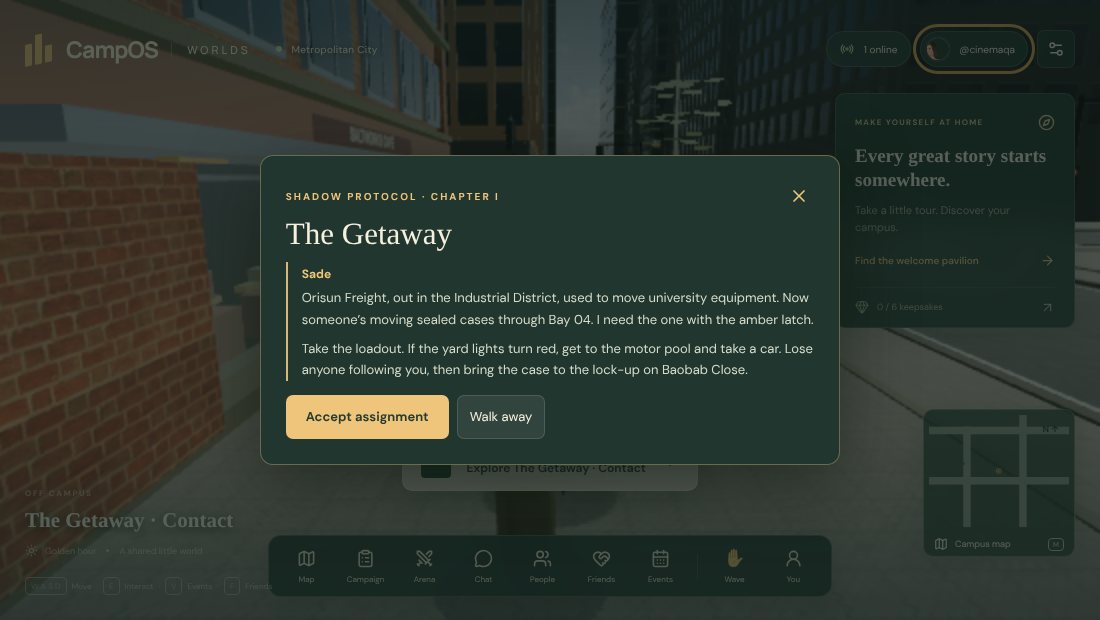 CampOS
WORLDS
Metropolitan City
1 online
@cinemaqa
MAKE YOURSELF AT HOME
Every great story starts
somewhere.
Take a little tour. Discover your
campus.
Find the welcome pavilion
0 / 6 keepsakes
SHADOW PROTOCOL · CHAPTER I
The Getaway
Sade
Orisun Freight, out in the Industrial District, used to move university equipment. Now
someone’s moving sealed cases through Bay 04. I need the one with the amber latch.
Take the loadout. If the yard lights turn red, get to the motor pool and take a car. Lose
anyone following you, then bring the case to the lock-up on Baobab Close.
Accept assignment
Walk away
Explore The Getaway · Contact
OFF CAMPUS
The Getaway · Contact
Golden hour • A shared little world
WASD Move · E Interact · V Events · F Friends
N
Campus map
M
Map
Campaign
Arena
Chat
People
Friends
Events
Wave
You